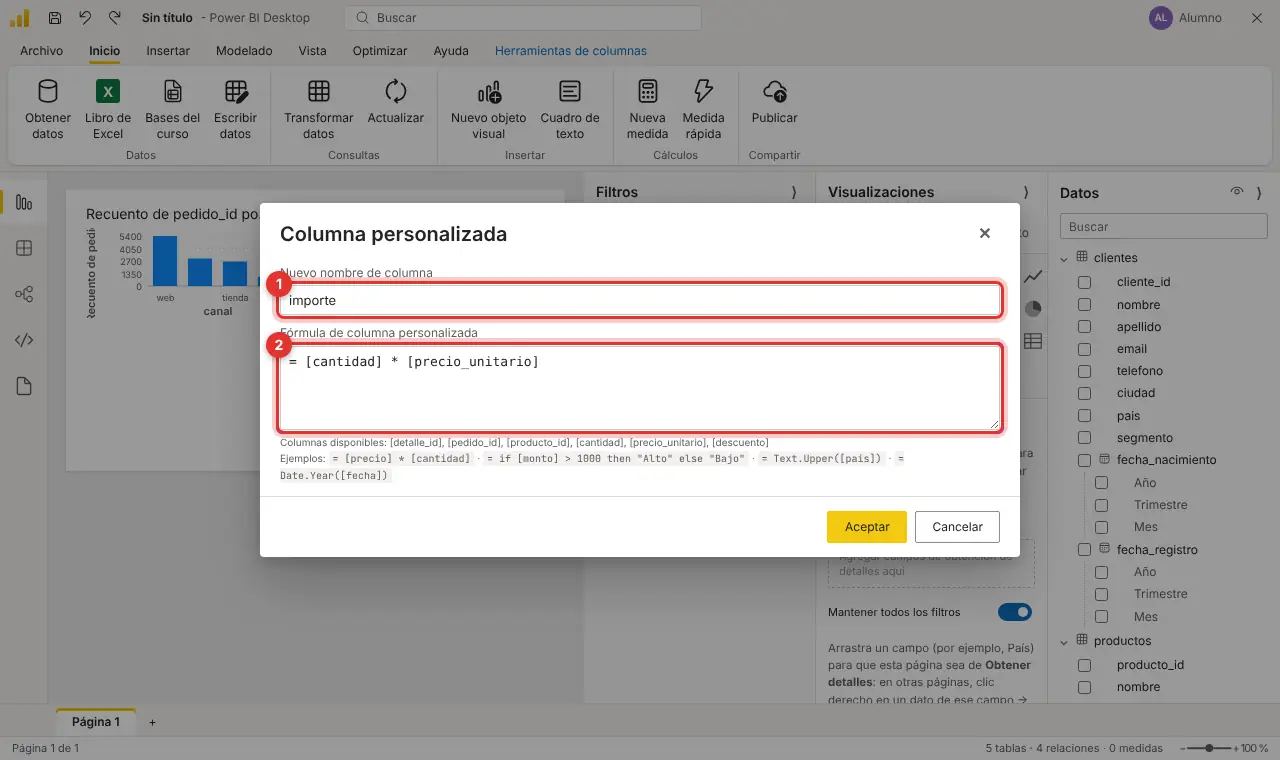 Sin título - Power BI Desktop
Buscar
AL Alumno
Archivo Inicio Insertar Modelado Vista Optimizar Ayuda Herramientas de columnas
Obtener datos
Libro de Excel
Bases del curso
Escribir datos
Datos
Transformar datos
Actualizar
Consultas
Nuevo objeto visual
Cuadro de texto
Insertar
Nueva medida
Medida rápida
Cálculos
Publicar
Compartir
Recuento de pedido_id po
Recuento de pedi
5400
4050
2700
1350
0
web
tienda
canal
Filtros
Visualizaciones
Columna personalizada
Nuevo nombre de columna
1
importe
Fórmula de columna personalizada
2
= [cantidad] * [precio_unitario]
Columnas disponibles: [detalle_id], [pedido_id], [producto_id], [cantidad], [precio_unitario], [descuento]
Ejemplos: = [precio] * [cantidad] · = if [monto] > 1000 then "Alto" else "Bajo" · = Text.Upper([pais]) · =
Date.Year([fecha])
Aceptar
Cancelar
Agregar campos de obtención de
detalles aquí
Mantener todos los filtros
Arrastra un campo (por ejemplo, País)
para que esta página sea de Obtener
detalles: en otras páginas, clic
derecho en un dato de ese campo →
Datos
Buscar
clientes
cliente_id
nombre
apellido
email
telefono
ciudad
pais
segmento
fecha_nacimiento
Año
Trimestre
Mes
fecha_registro
Año
Trimestre
Mes
productos
producto_id
nombre
Página 1 +
Página 1 de 1
5 tablas · 4 relaciones · 0 medidas
− + 100 %